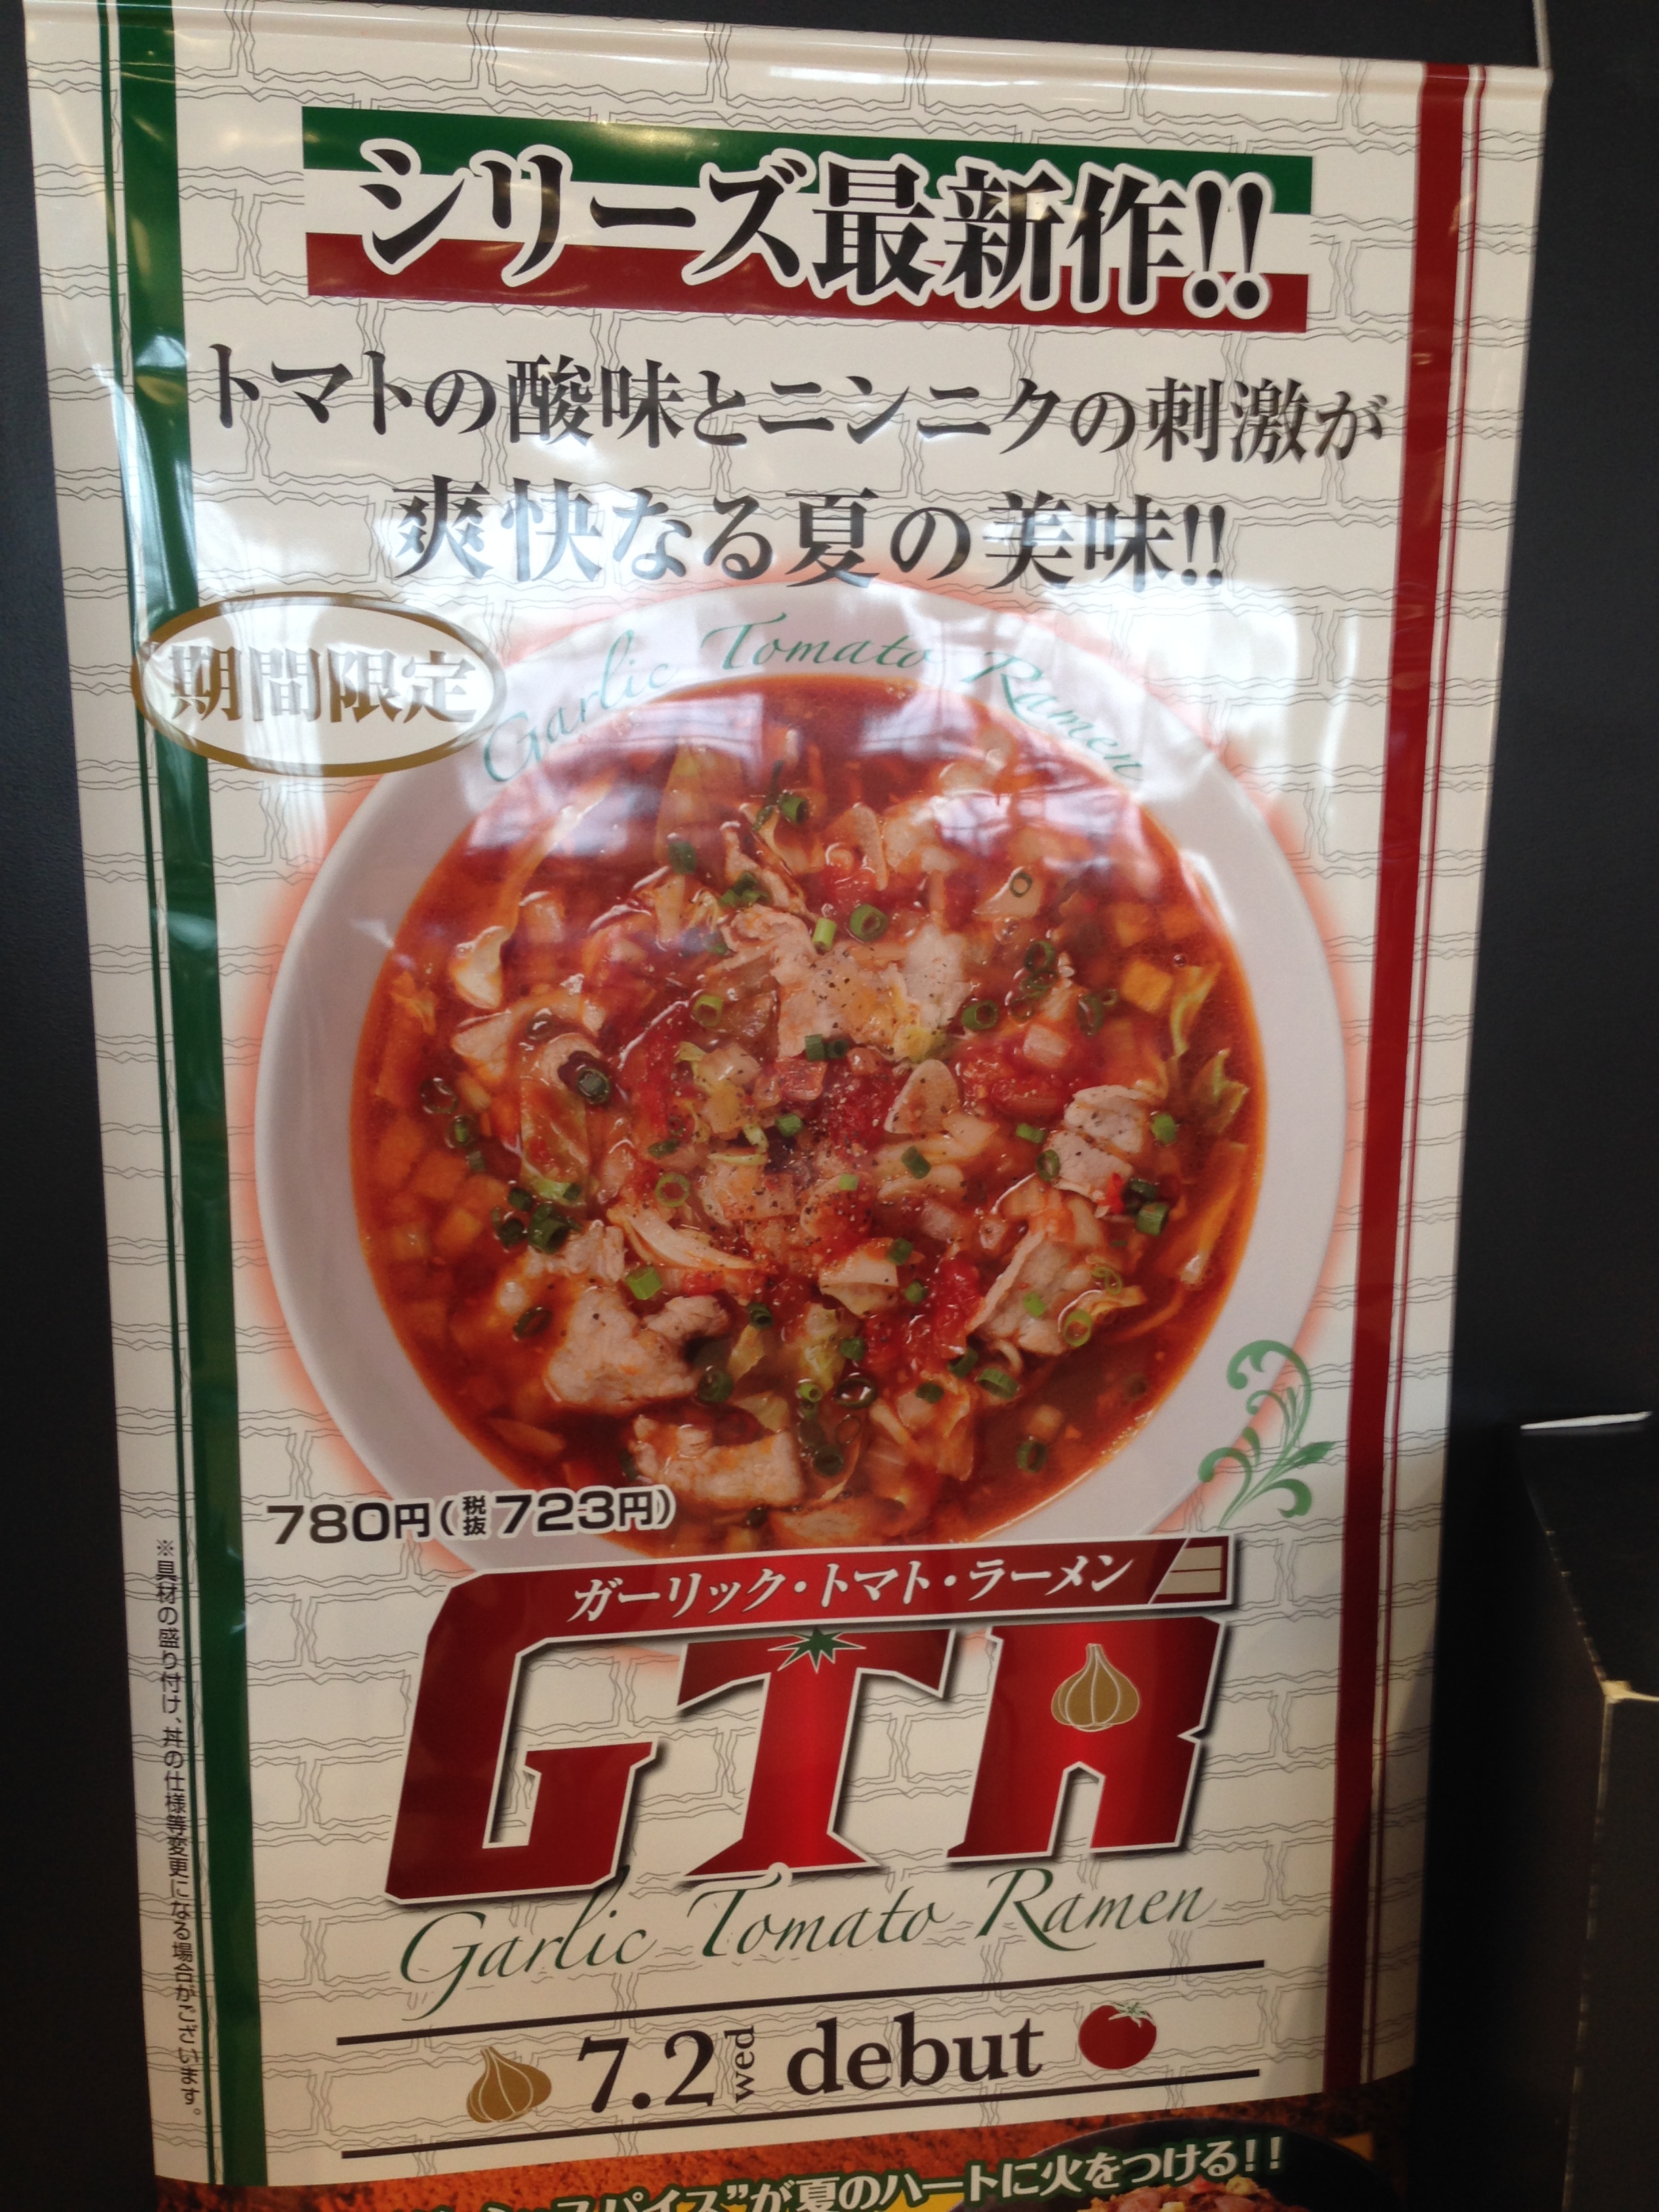 シリーズ最新作!!
トマトの酸味とニンニクの刺激が
爽快なる夏の美味!!
期間限定
Garlic Tomato Ramen
780円(税抜723円)
※具材の盛り付け、丼の仕様等変更になる場合がございます。
ガーリック・トマト・ラーメン
GTR
Garlic Tomato Ramen
7.2 wed debut
スパイス”が夏のハートに火をつける!!